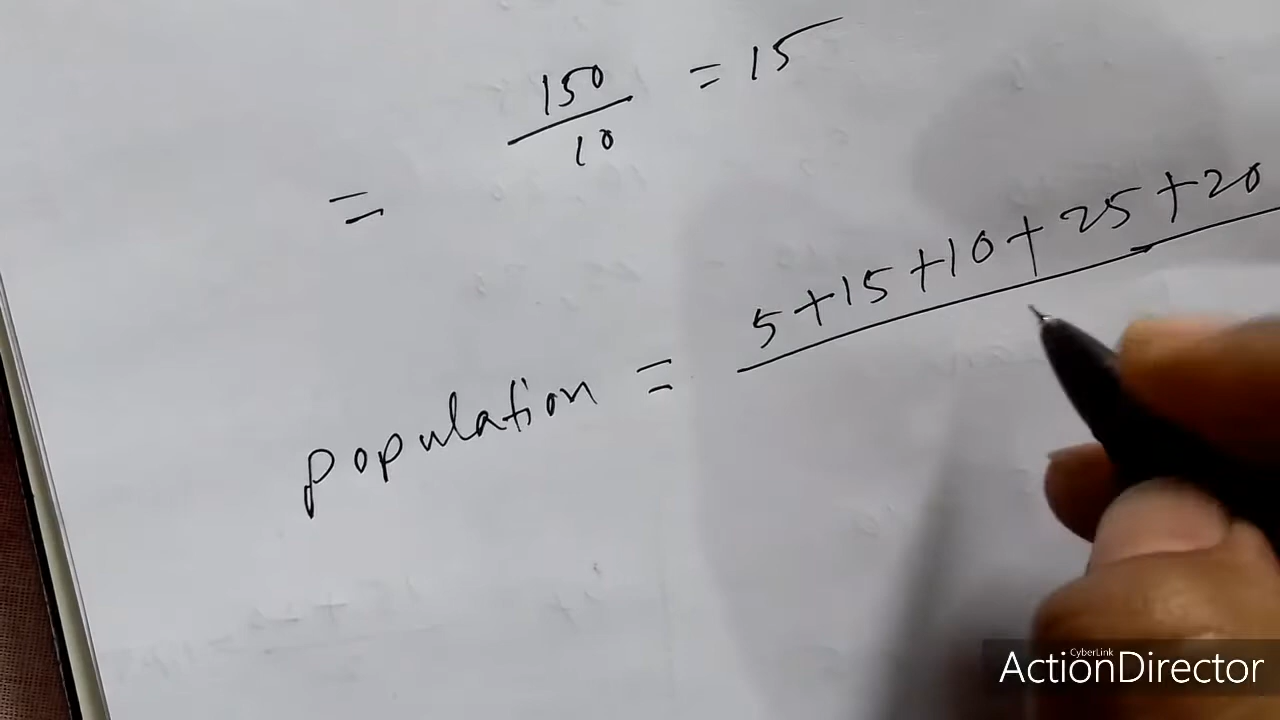 = 150/10 = 15
population = 5+15+10+25+20
CyberLink
ActionDirector